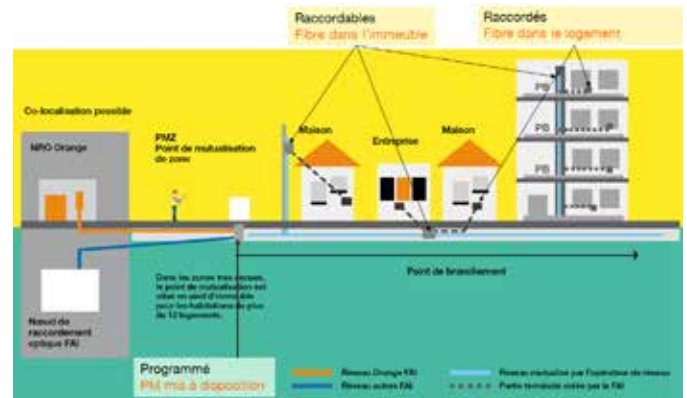 Raccordables
Fibre dans l'immeuble
Raccordés
Fibre dans le logement
Co-localisation possible
NRO Orange
PMZ
Point de mutualisation
de zone
Maison
Entreprise
Maison
PB
PB
PB
Dans les zones très denses,
le point de mutualisation est
situé en pied d'immeuble
pour les habitations de plus
de 12 logements.
Point de branchement
Nœud de
raccordement
optique FAI
Programmé
PM mis à disposition
Réseau Orange FAI
Réseau autres FAI
Réseau mutualisé par l'opérateur de réseau
Partie terminale
par le FAI